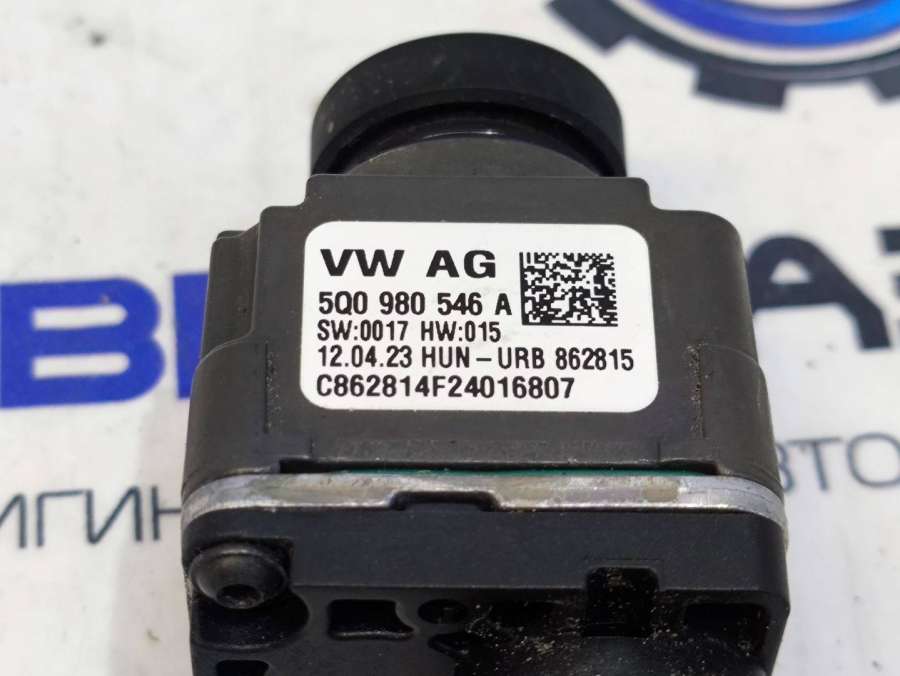 VW AG
5Q0 980 546 A
SW:0017 HW:015
12.04.23 HUN-URB 862815
C862814F24016807